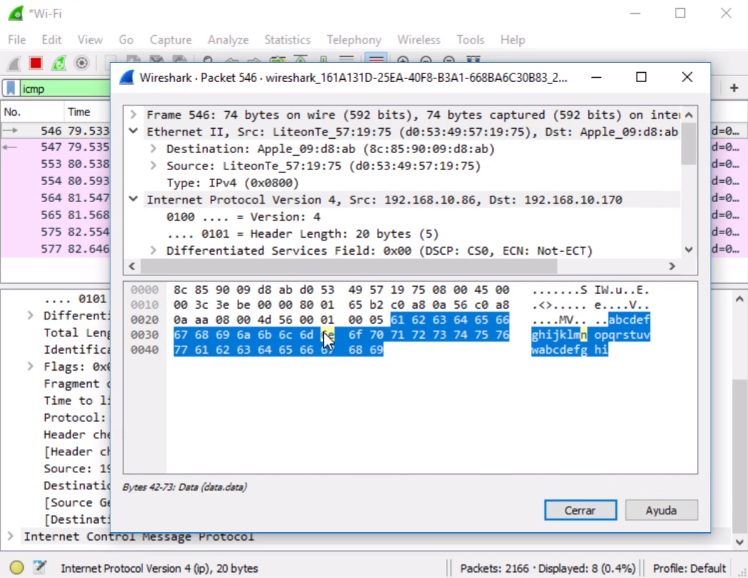 *Wi-Fi
File Edit View Go Capture Analyze Statistics Telephony Wireless Tools Help
icmp
+
No. Time
546 79.533 d=0…
547 79.535 d=0…
553 80.538 d=0…
554 80.593 d=0…
564 81.547 d=0…
565 81.568 d=0…
575 82.554 d=0…
577 82.646 d=0…
Wireshark · Packet 546 · wireshark_161A131D-25EA-40F8-B3A1-668BA6C30B83_2...
Frame 546: 74 bytes on wire (592 bits), 74 bytes captured (592 bits) on inte
Ethernet II, Src: LiteonTe_57:19:75 (d0:53:49:57:19:75), Dst: Apple_09:d8:ab
Destination: Apple_09:d8:ab (8c:85:90:09:d8:ab)
Source: LiteonTe_57:19:75 (d0:53:49:57:19:75)
Type: IPv4 (0x0800)
Internet Protocol Version 4, Src: 192.168.10.86, Dst: 192.168.10.170
0100 .... = Version: 4
.... 0101 = Header Length: 20 bytes (5)
Differentiated Services Field: 0x00 (DSCP: CS0, ECN: Not-ECT)
0000 8c 85 90 09 d8 ab d0 53 49 57 19 75 08 00 45 00 .......S IW.u..E.
0010 00 3c 3e be 00 00 80 01 65 b2 c0 a8 0a 56 c0 a8 .<>..... e....V..
0020 0a aa 08 00 4d 56 00 01 00 05 61 62 63 64 65 66 ....MV.. ..abcdef
0030 67 68 69 6a 6b 6c 6d 6e 6f 70 71 72 73 74 75 76 ghijklmn opqrstuv
0040 77 61 62 63 64 65 66 67 68 69 wabcdefg hi
Bytes 42-73: Data (data.data)
Cerrar Ayuda
.... 0101
Differenti
Total Leng
Identifica
Flags: 0x0
Fragment o
Time to li
Protocol:
Header che
[Header ch
Source: 19
Destinatio
[Source Ge
[Destinati
Internet Control Message Protocol
Internet Protocol Version 4 (ip), 20 bytes
Packets: 2166 · Displayed: 8 (0.4%)
Profile: Default